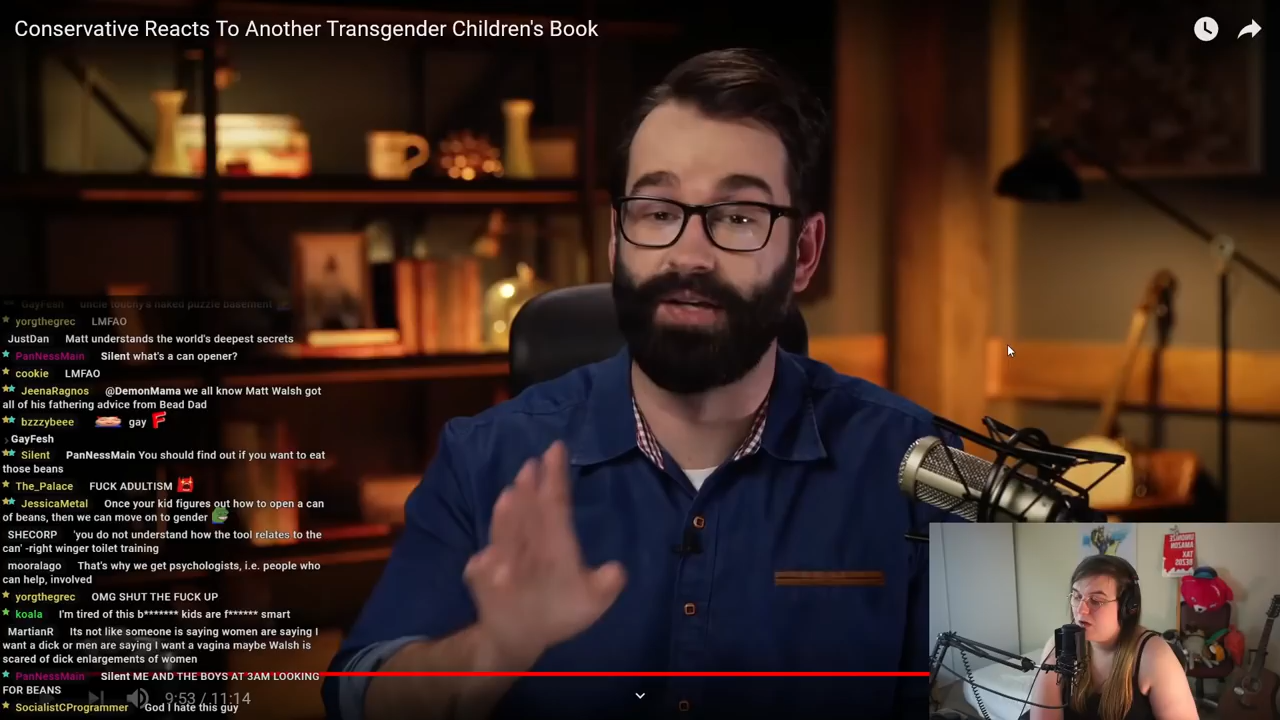 Conservative Reacts To Another Transgender Children's Book
GayFesh uncle touchy's naked puzzle basement
yorgthegrec LMFAO
JustDan Matt understands the world's deepest secrets
PanNessMain Silent what's a can opener?
cookie LMFAO
JeenaRagnos @DemonMama we all know Matt Walsh got
all of his fathering advice from Bead Dad
bzzzybeee gay F
GayFesh
Silent PanNessMain You should find out if you want to eat
those beans
The_Palace FUCK ADULTISM
JessicaMetal Once your kid figures out how to open a can
of beans, then we can move on to gender
SHECORP 'you do not understand how the tool relates to the
can' -right winger toilet training
mooralago That's why we get psychologists, i.e. people who
can help, involved
yorgthegrec OMG SHUT THE FUCK UP
koala I'm tired of this b******* kids are f****** smart
MartianR Its not like someone is saying women are saying I
want a dick or men are saying I want a vagina maybe Walsh is
scared of dick enlargements of women
PanNessMain Silent ME AND THE BOYS AT 3AM LOOKING
FOR BEANS
SocialistCProgrammer God I hate this guy
9:53 / 11:14